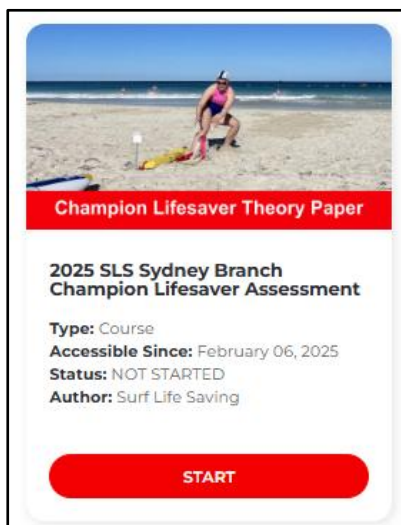 Champion Lifesaver Theory Paper
2025 SLS Sydney Branch
Champion Lifesaver Assessment
Type: Course
Accessible Since: February 06, 2025
Status: NOT STARTED
Author: Surf Life Saving
START